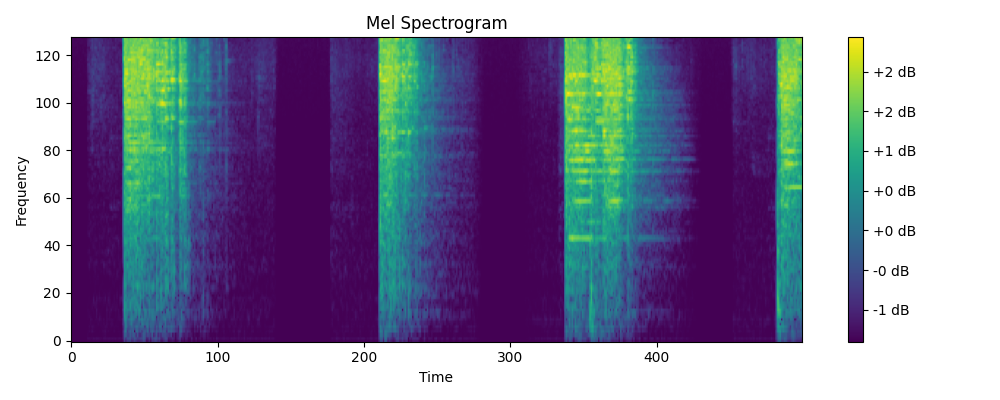 Mel Spectrogram
120
100
80
60
40
20
0
Frequency
0
100
200
300
400
Time
+2 dB
+2 dB
+1 dB
+0 dB
+0 dB
-0 dB
-1 dB